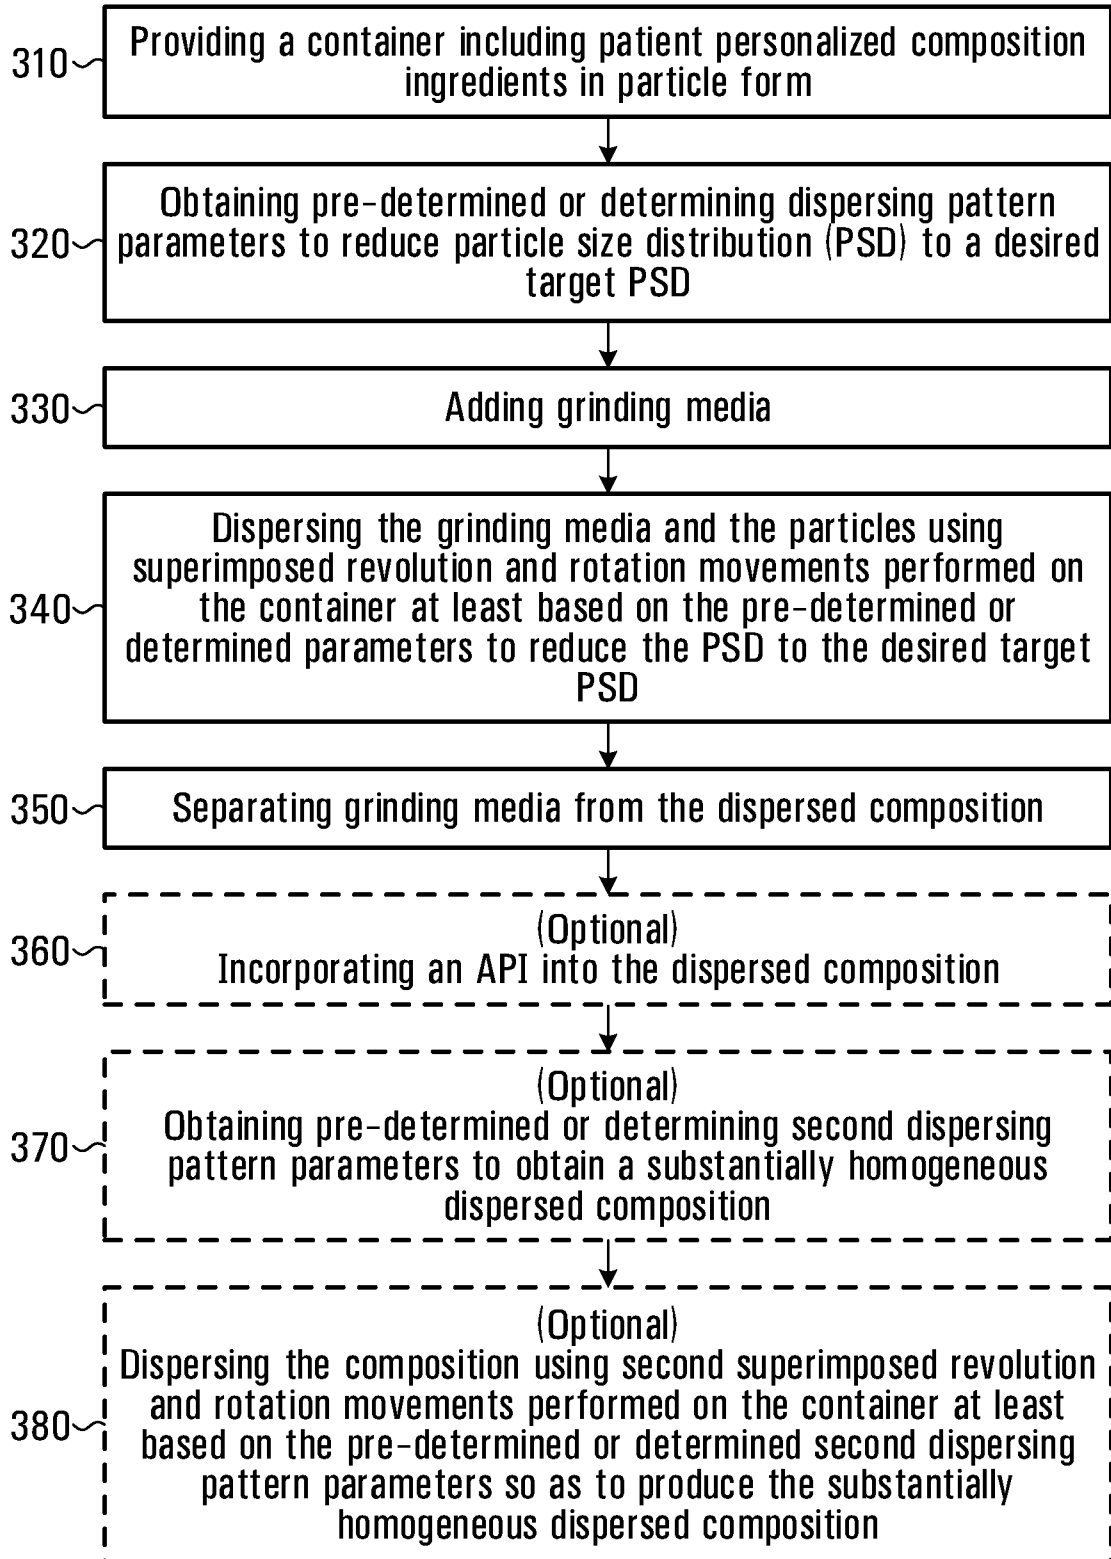 310
Providing a container including patient personalized composition
ingredients in particle form
320
Obtaining pre-determined or determining dispersing pattern
parameters to reduce particle size distribution (PSD) to a desired
target PSD
330
Adding grinding media
340
Dispersing the grinding media and the particles using
superimposed revolution and rotation movements performed on
the container at least based on the pre-determined or
determined parameters to reduce the PSD to the desired target
PSD
350
Separating grinding media from the dispersed composition
360
(Optional)
Incorporating an API into the dispersed composition
370
(Optional)
Obtaining pre-determined or determining second dispersing
pattern parameters to obtain a substantially homogeneous
dispersed composition
380
(Optional)
Dispersing the composition using second superimposed revolution
and rotation movements performed on the container at least
based on the pre-determined or determined second dispersing
pattern parameters so as to produce the substantially
homogeneous dispersed composition